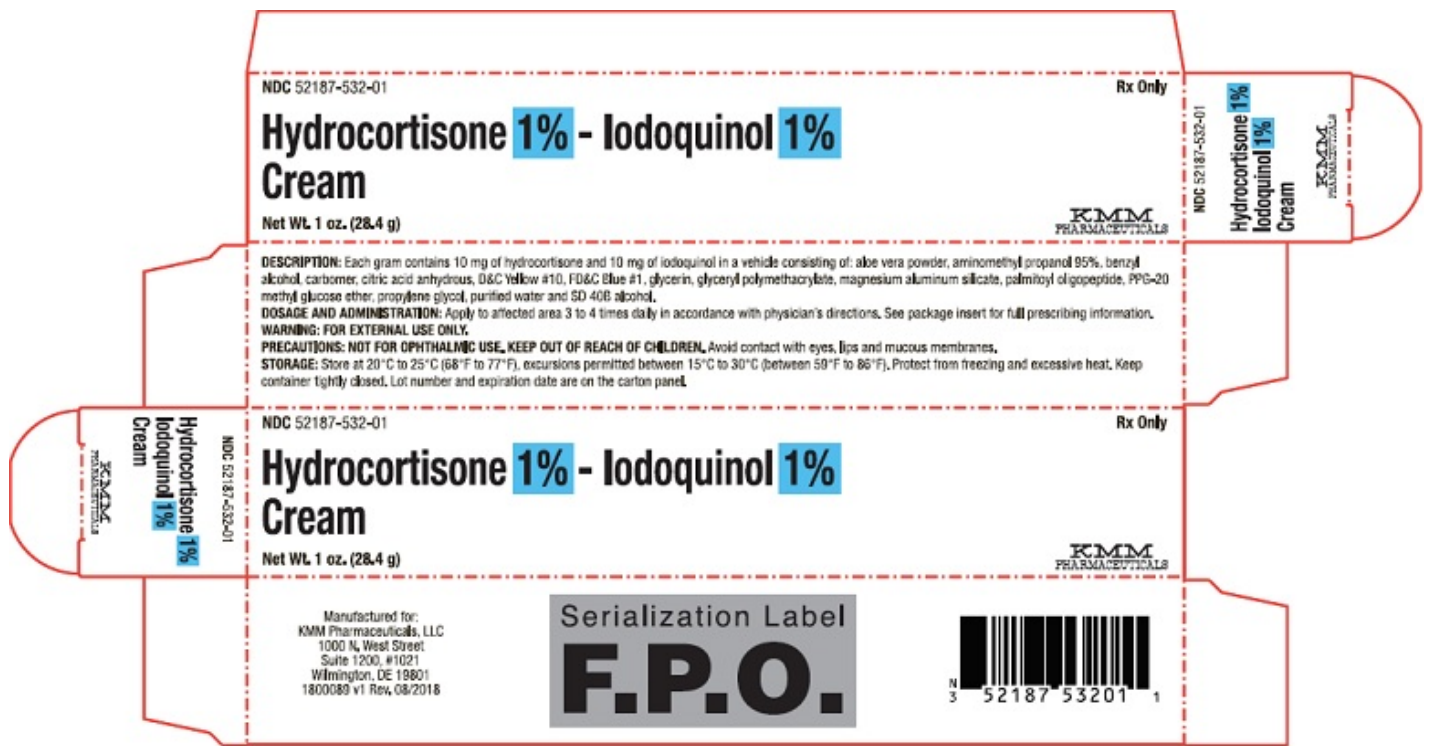 NDC 52187-532-01
Rx Only
Hydrocortisone 1% - Iodoquinol 1%
Cream
Net Wt. 1 oz. (28.4 g)
KMM
PHARMACEUTICALS
NDC 52187-532-01
Hydrocortisone 1%
Iodoquinol 1%
Cream
KMM
PHARMACEUTICALS
DESCRIPTION: Each gram contains 10 mg of hydrocortisone and 10 mg of iodoquinol in a vehicle consisting of: aloe vera powder, aminomethyl propanol 95%, benzyl
alcohol, carbomer, citric acid anhydrous, D&C Yellow #10, FD&C Blue #1, glycerin, glyceryl polymethacrylate, magnesium aluminum silicate, palmitoyl oligopeptide, PPG-20
methyl glucose ether, propylene glycol, purified water and SD 40B alcohol.
DOSAGE AND ADMINISTRATION: Apply to affected area 3 to 4 times daily in accordance with physician's directions. See package insert for full prescribing information.
WARNING: FOR EXTERNAL USE ONLY.
PRECAUTIONS: NOT FOR OPHTHALMIC USE. KEEP OUT OF REACH OF CHILDREN. Avoid contact with eyes, lips and mucous membranes.
STORAGE: Store at 20°C to 25°C (68°F to 77°F), excursions permitted between 15°C to 30°C (between 59°F to 86°F). Protect from freezing and excessive heat. Keep
container tightly closed. Lot number and expiration date are on the carton panel.
NDC 52187-532-01
Hydrocortisone 1%
Iodoquinol 1%
Cream
KMM
PHARMACEUTICALS
NDC 52187-532-01
Rx Only
Hydrocortisone 1% - Iodoquinol 1%
Cream
Net Wt. 1 oz. (28.4 g)
KMM
PHARMACEUTICALS
Manufactured for:
KMM Pharmaceuticals, LLC
1000 N. West Street
Suite 1200, #1021
Wilmington, DE 19801
1800089 v1 Rev. 08/2018
Serialization Label
F.P.O.
N
3 52187 53201 1